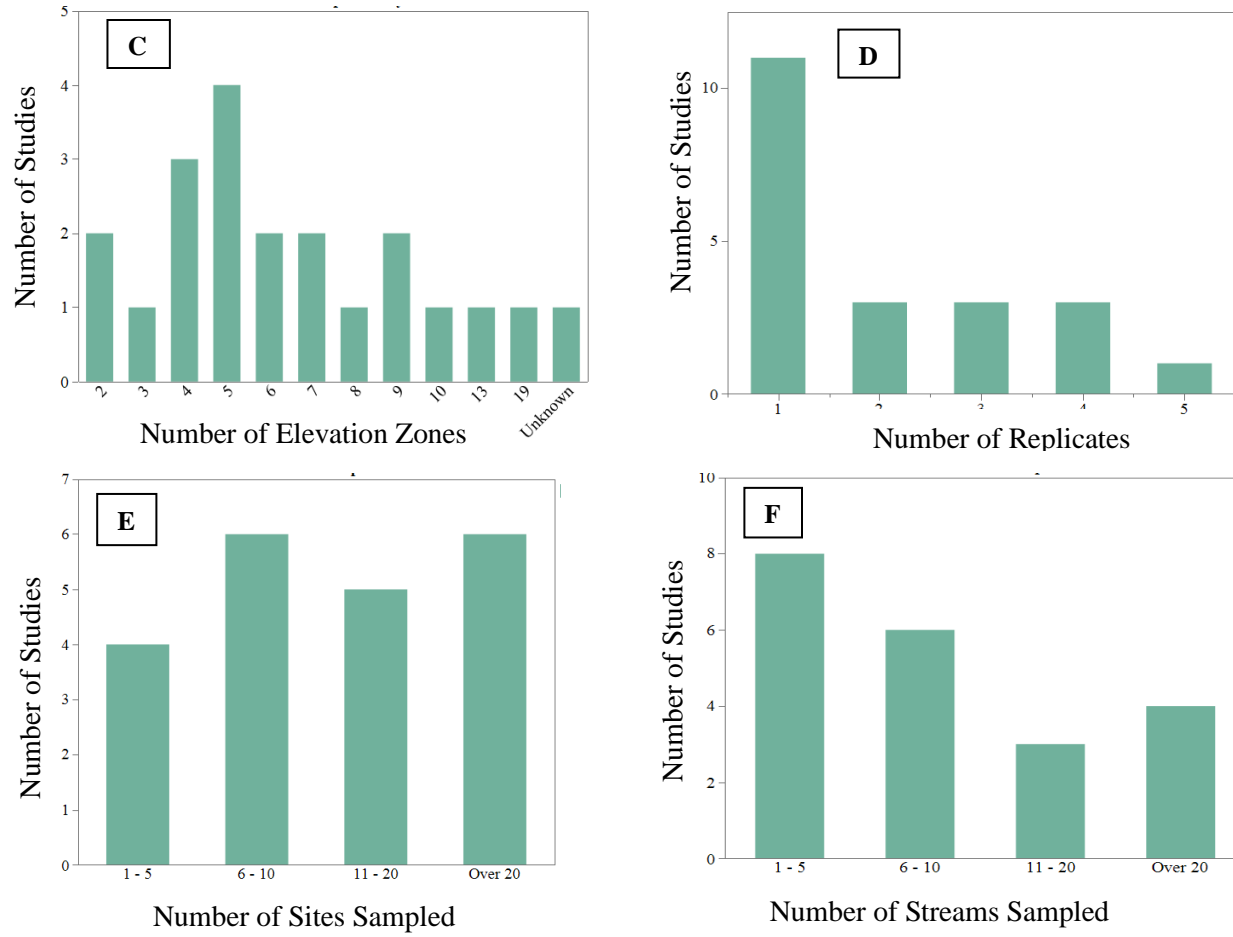 C
Number of Studies
5
4
3
2
1
0
2 3 4 5 6 7 8 9 10 13 19 Unknown
Number of Elevation Zones
D
Number of Studies
10
5
0
1 2 3 4 5
Number of Replicates
E
Number of Studies
7
6
5
4
3
2
1
0
1 - 5 6 - 10 11 - 20 Over 20
Number of Sites Sampled
F
Number of Studies
10
8
6
4
2
0
1 - 5 6 - 10 11 - 20 Over 20
Number of Streams Sampled